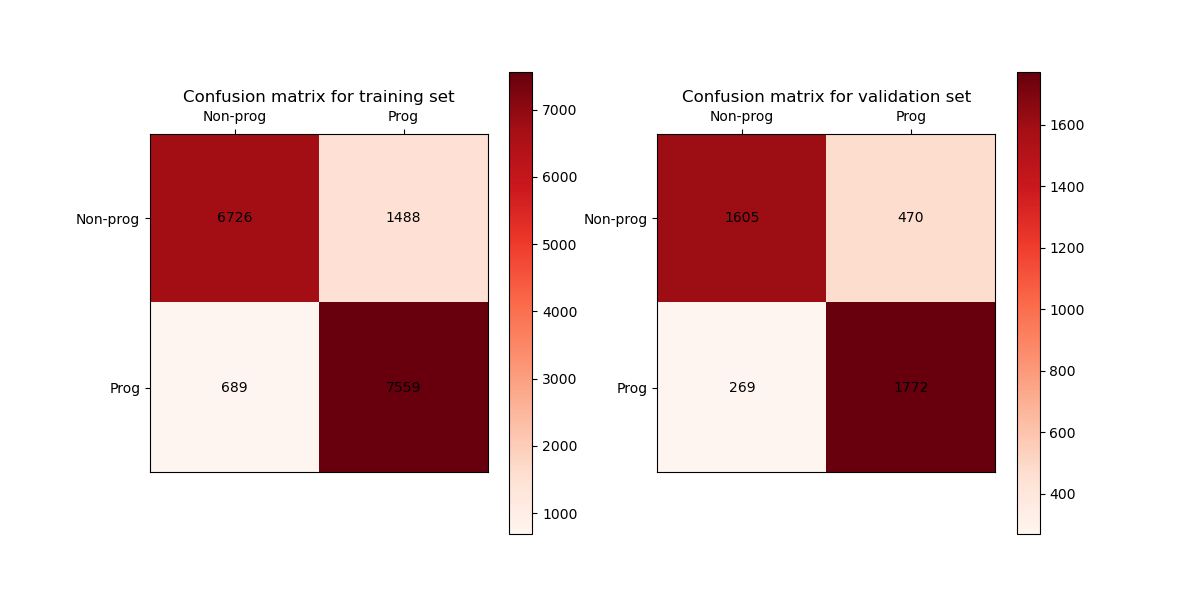 Confusion matrix for training set
Non-prog Prog
Non-prog 6726 1488
Prog 689 7559
7000
6000
5000
4000
3000
2000
1000
Confusion matrix for validation set
Non-prog Prog
Non-prog 1605 470
Prog 269 1772
1600
1400
1200
1000
800
600
400